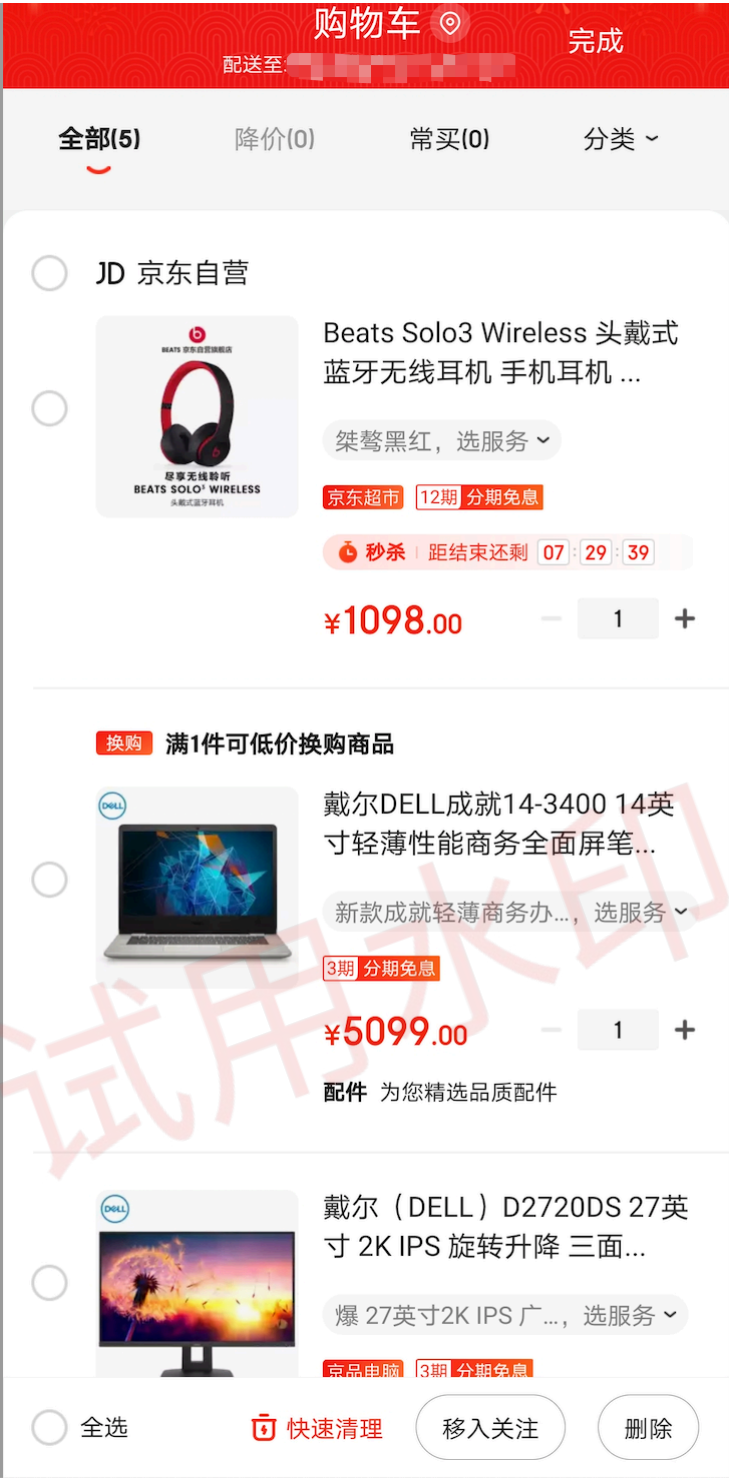 购物车
完成
配送至:
全部(5)
降价(0)
常买(0)
分类
JD 京东自营
BEATS 京东自营旗舰店
尽享无线聆听
BEATS SOLO³ WIRELESS
头戴式蓝牙耳机
Beats Solo3 Wireless 头戴式
蓝牙无线耳机 手机耳机 ...
桀骜黑红，选服务
京东超市 12期 分期免息
秒杀 距结束还剩 07 : 29 : 39
¥1098.00
1
换购 满1件可低价换购商品
DELL
戴尔DELL成就14-3400 14英
寸轻薄性能商务全面屏笔...
新款成就轻薄商务办...，选服务
3期 分期免息
¥5099.00
1
配件 为您精选品质配件
试用水印
DELL
戴尔（DELL）D2720DS 27英
寸 2K IPS 旋转升降 三面...
爆 27英寸2K IPS 广...，选服务
京品电脑 3期 分期免息
全选
快速清理
移入关注
删除